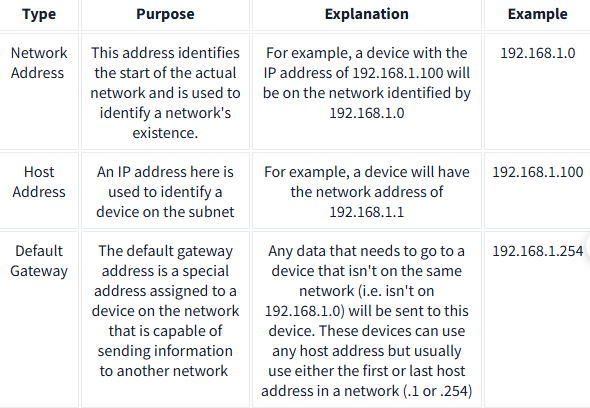 Type Purpose Explanation Example
Network
Address
This address identifies
the start of the actual
network and is used to
identify a network's
existence.
For example, a device with the
IP address of 192.168.1.100 will
be on the network identified by
192.168.1.0
192.168.1.0
Host
Address
An IP address here is
used to identify a
device on the subnet
For example, a device will have
the network address of
192.168.1.1
192.168.1.100
Default
Gateway
The default gateway
address is a special
address assigned to a
device on the network
that is capable of
sending information
to another network
Any data that needs to go to a
device that isn't on the same
network (i.e. isn't on
192.168.1.0) will be sent to this
device. These devices can use
any host address but usually
use either the first or last host
address in a network (.1 or .254)
192.168.1.254